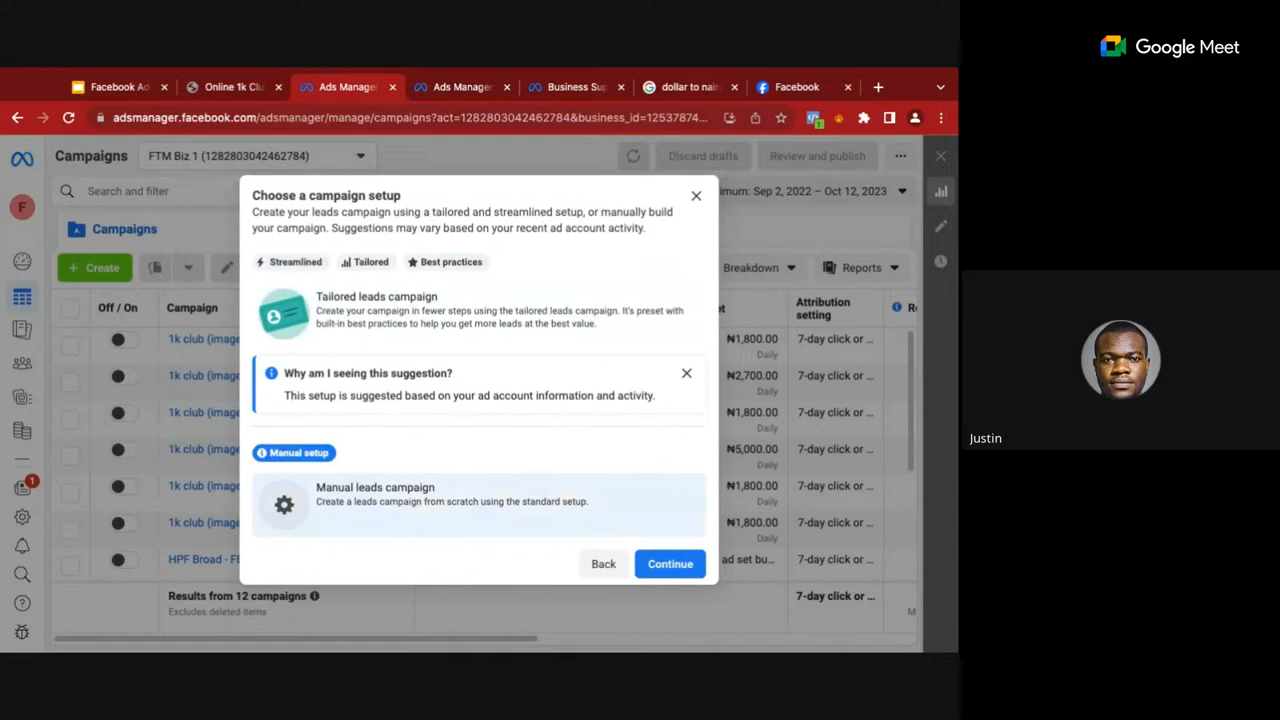 Google Meet
Facebook Ad
Online 1k Clu
Ads Manage
Ads Manager
Business Sup
dollar to nair
Facebook
adsmanager.facebook.com/adsmanager/manage/campaigns?act=1282803042462784&business_id=12537874...
Campaigns
FTM Biz 1 (1282803042462784)
Discard drafts
Review and publish
Search and filter
mum: Sep 2, 2022 – Oct 12, 2023
F
Campaigns
+ Create
Breakdown
Reports
Choose a campaign setup
Create your leads campaign using a tailored and streamlined setup, or manually build
your campaign. Suggestions may vary based on your recent ad account activity.
Streamlined
Tailored
Best practices
Tailored leads campaign
Create your campaign in fewer steps using the tailored leads campaign. It's preset with
built-in best practices to help you get more leads at the best value.
Why am I seeing this suggestion?
This setup is suggested based on your ad account information and activity.
Manual setup
Manual leads campaign
Create a leads campaign from scratch using the standard setup.
Back
Continue
Off / On
Campaign
et
Attribution
setting
Re
1k club (image
₦1,800.00
Daily
7-day click or ...
1k club (image
₦2,700.00
Daily
7-day click or ...
1k club (image
₦1,800.00
Daily
7-day click or ...
1k club (image
₦5,000.00
Daily
7-day click or ...
1k club (image
₦1,800.00
Daily
7-day click or ...
1k club (image
₦1,800.00
Daily
7-day click or ...
HPF Broad - FE
ad set bu...
7-day click or ...
Results from 12 campaigns
Excludes deleted items
7-day click or ...
M
1
Justin